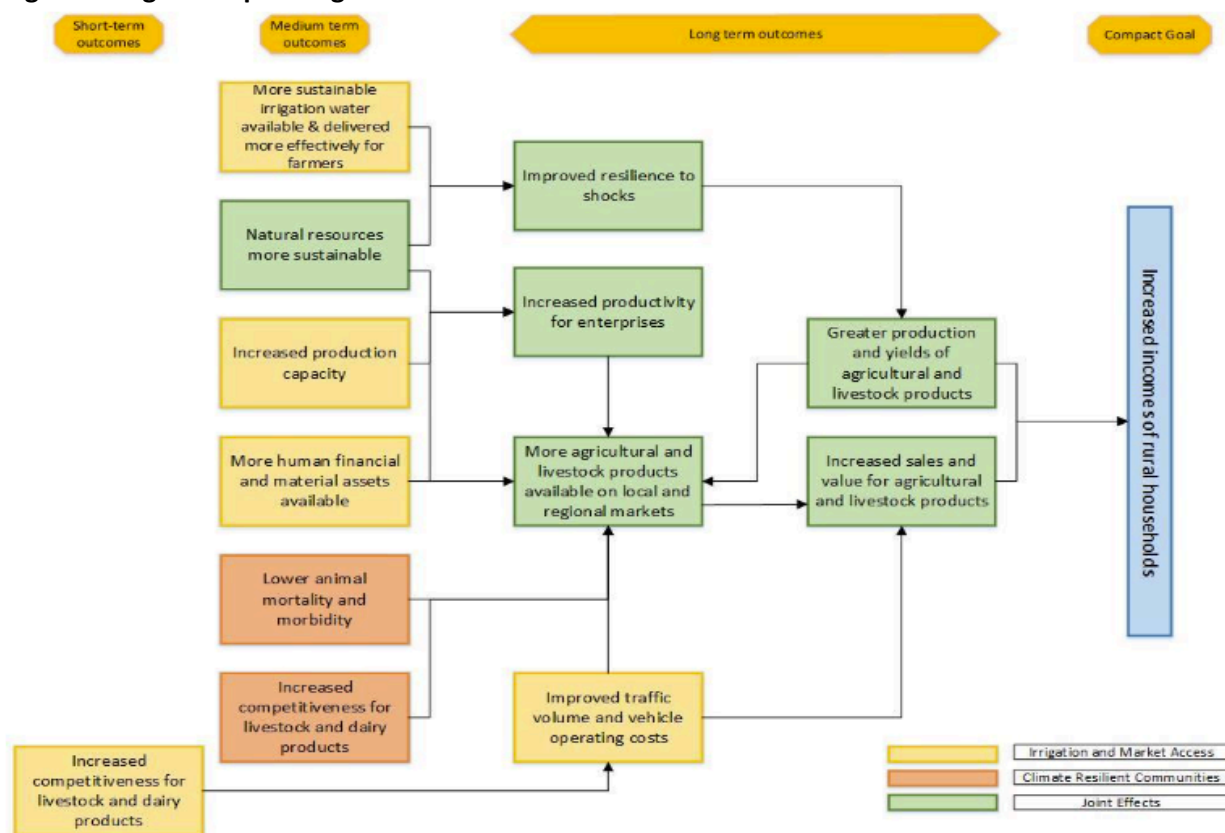 Short-term
outcomes
Medium term
outcomes
Long term outcomes
Compact Goal
More sustainable
irrigation water
available & delivered
more effectively for
farmers
Improved resilience to
shocks
Natural resources
more sustainable
Increased productivity
for enterprises
Increased production
capacity
Greater production
and yields of
agricultural and
livestock products
More human financial
and material assets
available
More agricultural and
livestock products
available on local and
regional markets
Increased sales and
value for agricultural
and livestock products
Increased incomes of rural households
Lower animal
mortality and
morbidity
Increased
competitiveness for
livestock and dairy
products
Improved traffic
volume and vehicle
operating costs
Increased
competitiveness for
livestock and dairy
products
Irrigation and Market Access
Climate Resilient Communities
Joint Effects